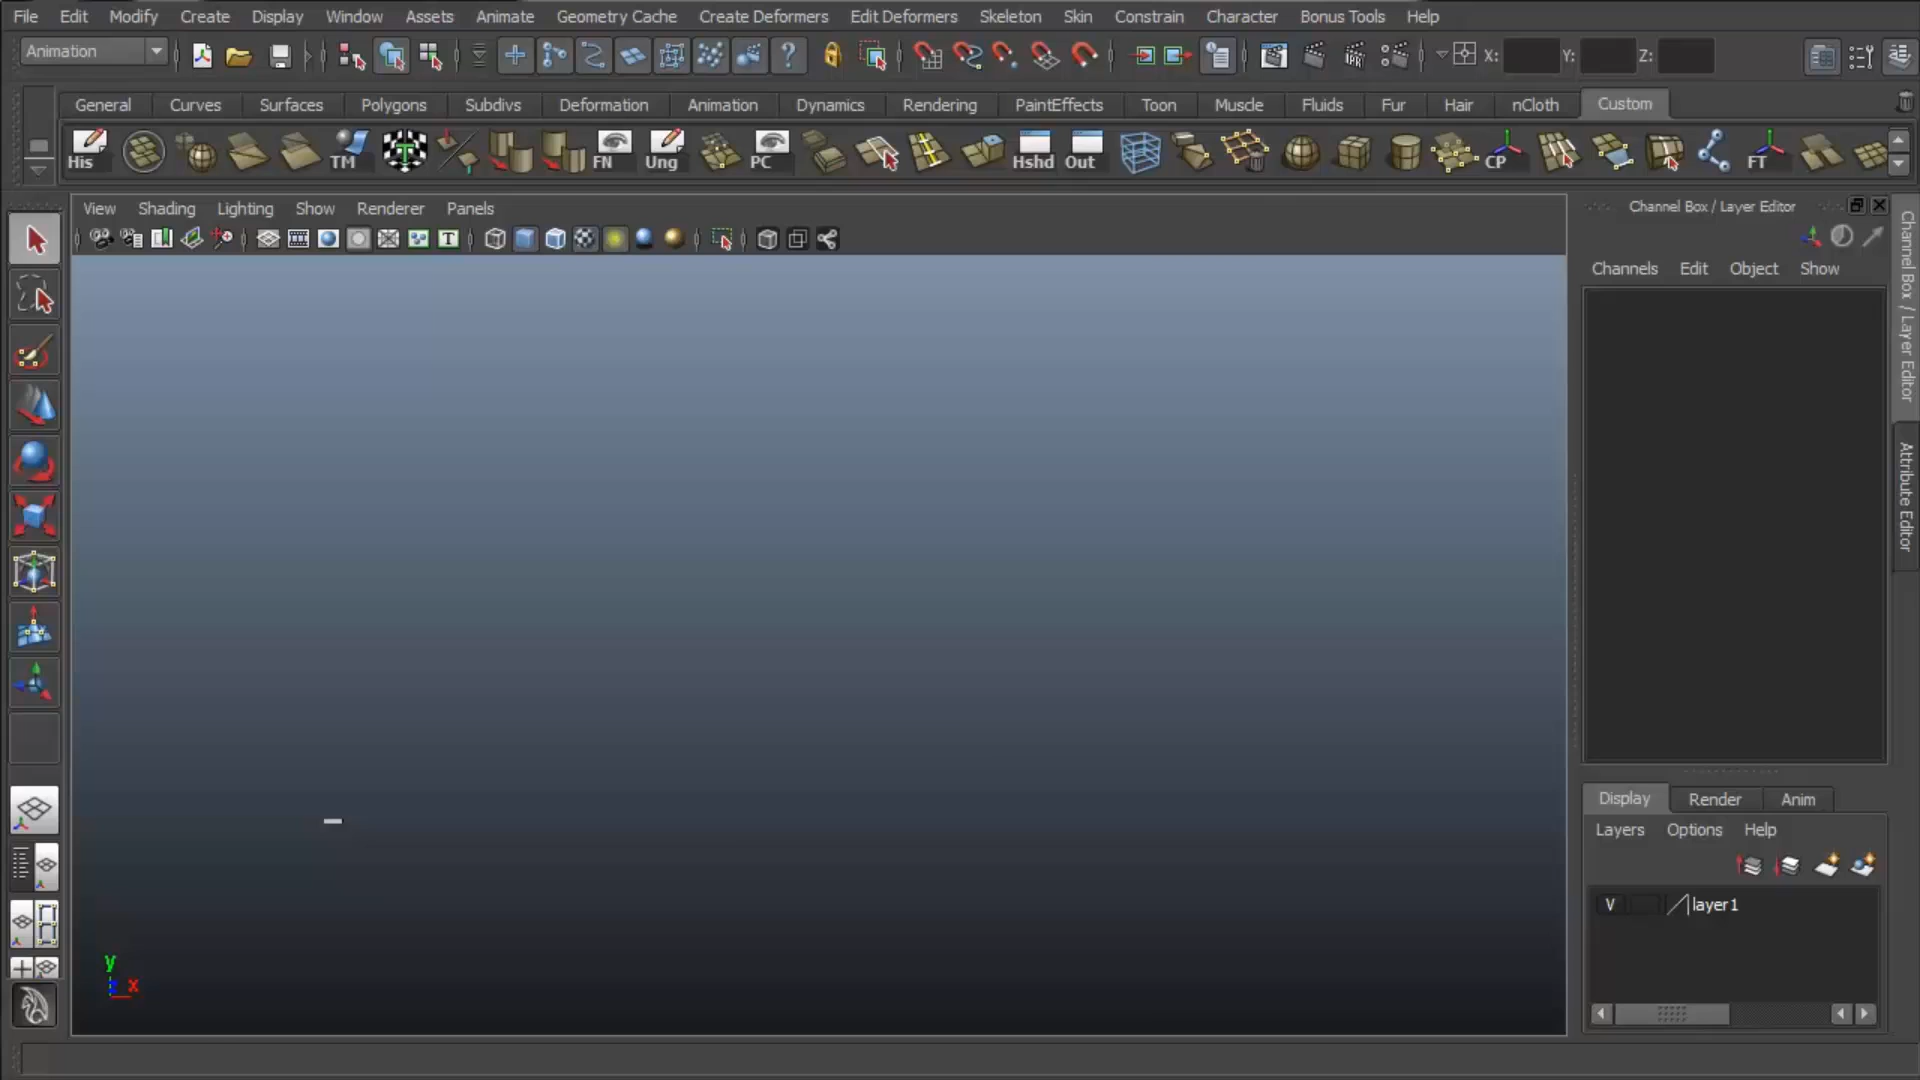 File Edit Modify Create Display Window Assets Animate Geometry Cache Create Deformers Edit Deformers Skeleton Skin Constrain Character Bonus Tools Help
Animation IPR X: Y: Z:
General Curves Surfaces Polygons Subdivs Deformation Animation Dynamics Rendering PaintEffects Toon Muscle Fluids Fur Hair nCloth Custom
His TM FN Ung PC Hshd Out CP FT
View Shading Lighting Show Renderer Panels
Channel Box / Layer Editor
T
Channels Edit Object Show
Channel Box / Layer Editor
Attribute Editor
Display Render Anim
Layers Options Help
V layer1
y
x